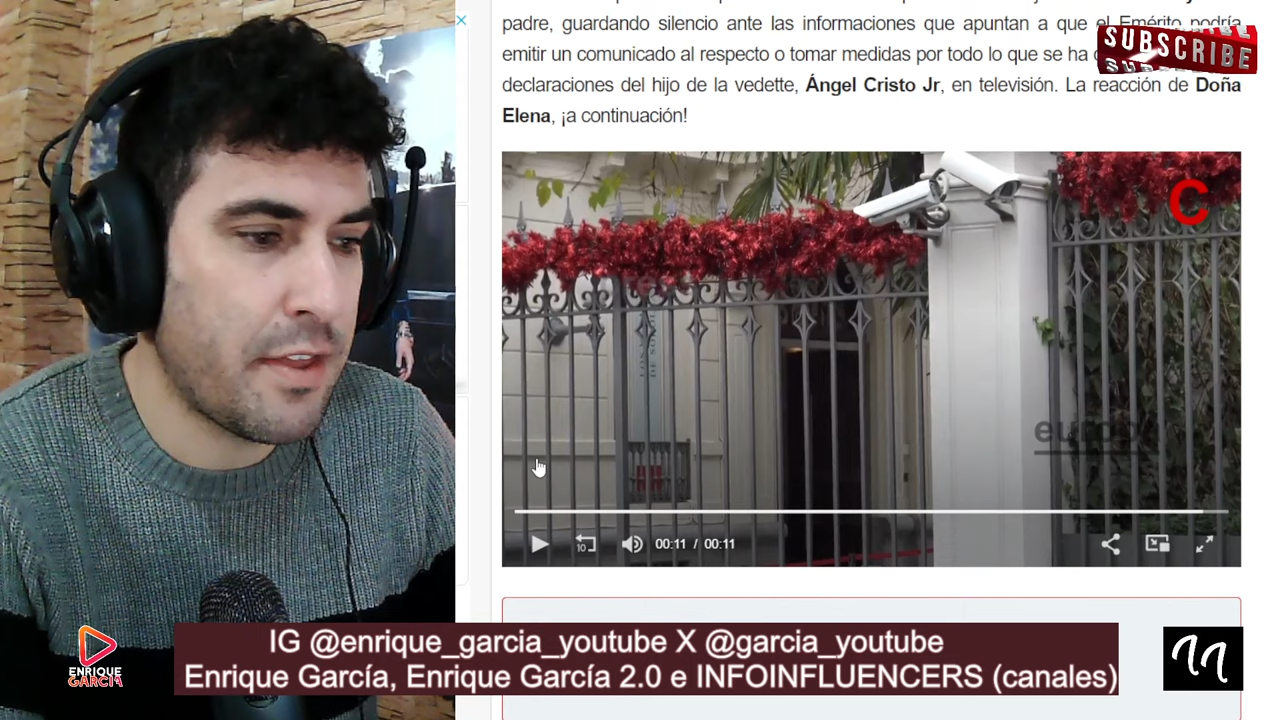 padre, guardando silencio ante las informaciones que apuntan a que el Emérito podría
emitir un comunicado al respecto o tomar medidas por todo lo que se ha
declaraciones del hijo de la vedette, Ángel Cristo Jr, en televisión. La reacción de Doña
Elena, ¡a continuación!
SUBSCRIBE
C
10
00:11 / 00:11
IG @enrique_garcia_youtube X @garcia_youtube
Enrique García, Enrique García 2.0 e INFOINFLUENCERS (canales)
ENRIQUE
GARCÍA